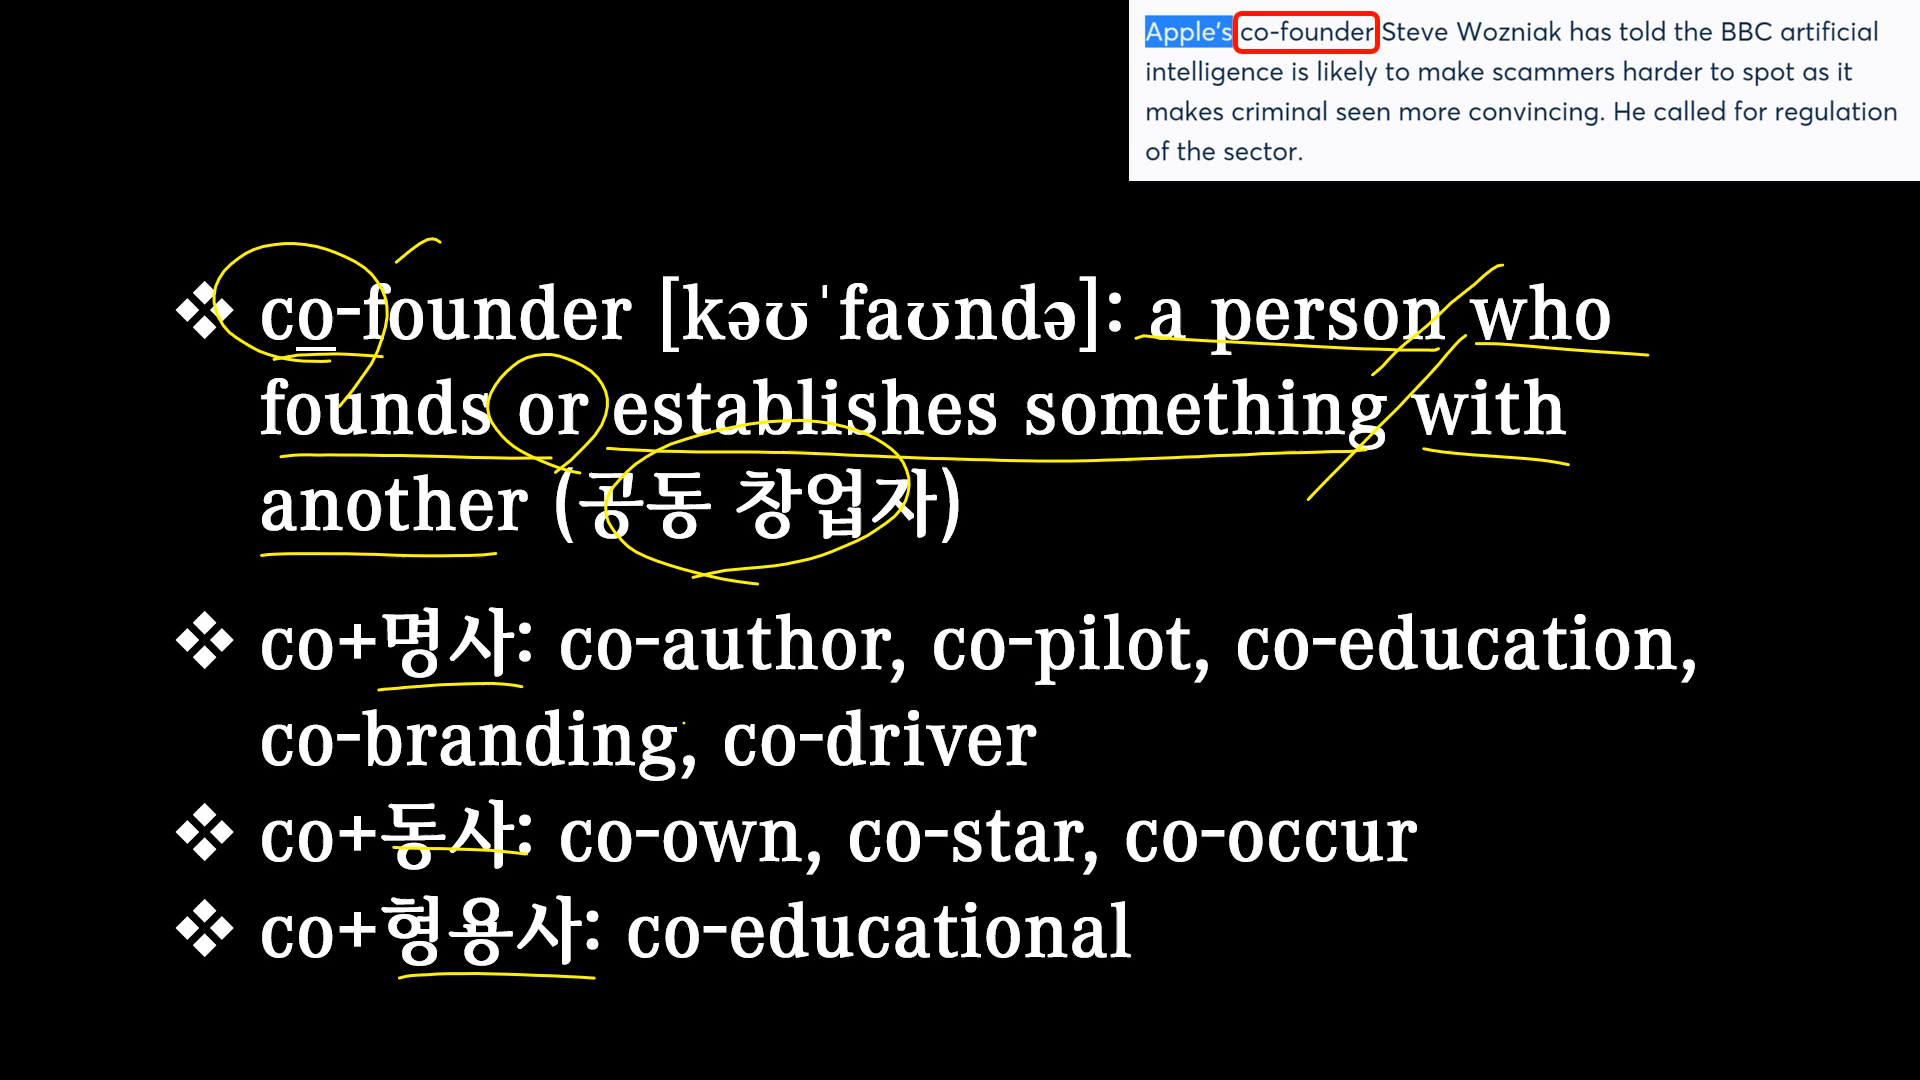 Apple's co-founder Steve Wozniak has told the BBC artificial
intelligence is likely to make scammers harder to spot as it
makes criminal seen more convincing. He called for regulation
of the sector.
❖ co-founder [kəʊˈfaʊndə]: a person who
founds or establishes something with
another (공동 창업자)
❖ co+명사: co-author, co-pilot, co-education,
co-branding, co-driver
❖ co+동사: co-own, co-star, co-occur
❖ co+형용사: co-educational